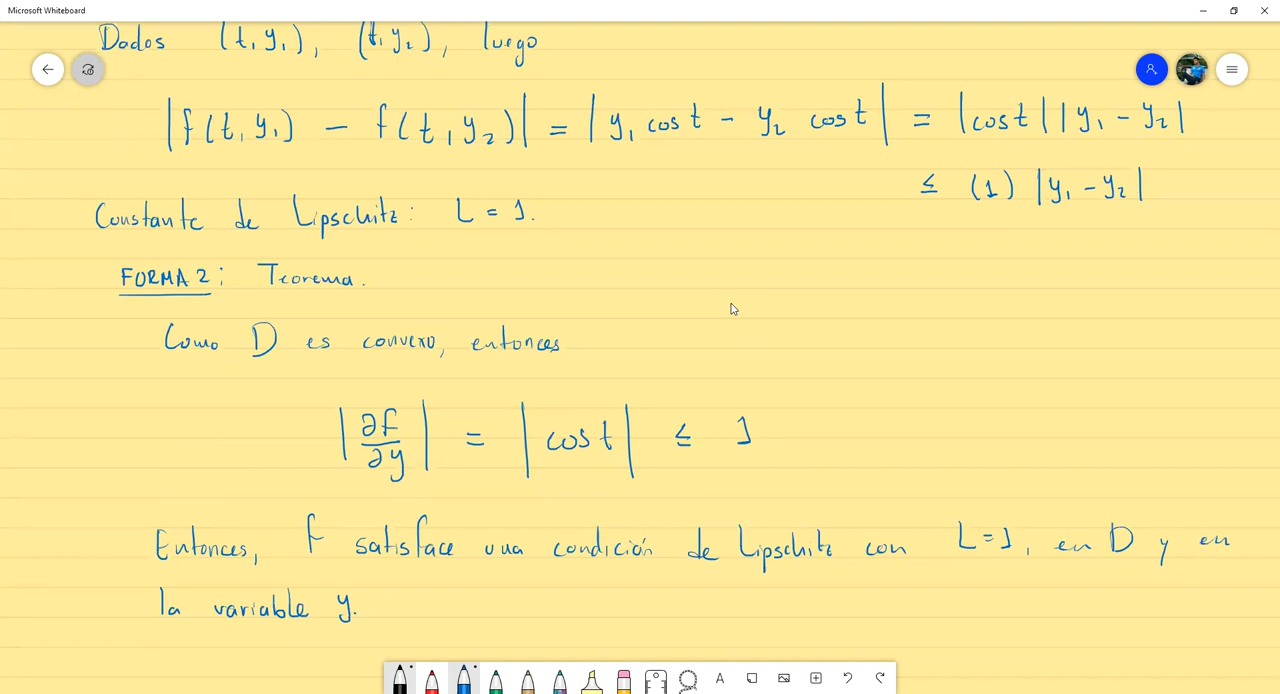 Microsoft Whiteboard
Dados (t, y₁), (t, y₂), luego
|f(t, y₁) − f(t, y₂)| = |y₁ cos t − y₂ cos t| = |cos t| |y₁ − y₂|
≤ (1) |y₁ − y₂|
Constante de Lipschitz: L = 1.
FORMA 2: Teorema.
Como D es convexo, entonces
|∂f/∂y| = |cos t| ≤ 1
Entonces, f satisface una condición de Lipschitz con L=1, en D y en
la variable y.